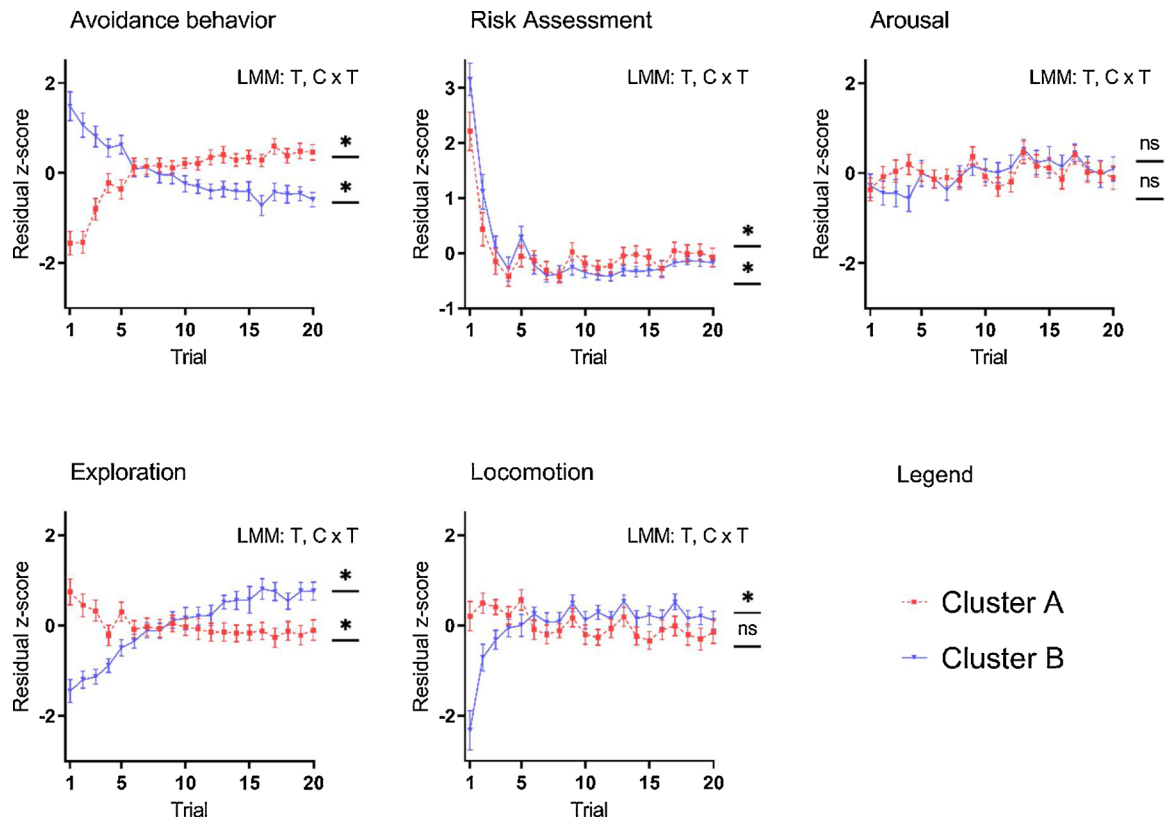 Avoidance behavior
LMM: T, C x T
Residual z-score
2
0
-2
*
*
1 5 10 15 20
Trial
Risk Assessment
LMM: T, C x T
Residual z-score
3
2
1
0
-1
*
*
1 5 10 15 20
Trial
Arousal
LMM: T, C x T
Residual z-score
2
0
-2
ns
ns
1 5 10 15 20
Trial
Exploration
LMM: T, C x T
Residual z-score
2
0
-2
*
*
1 5 10 15 20
Trial
Locomotion
LMM: T, C x T
Residual z-score
2
0
-2
*
ns
1 5 10 15 20
Trial
Legend
Cluster A
Cluster B